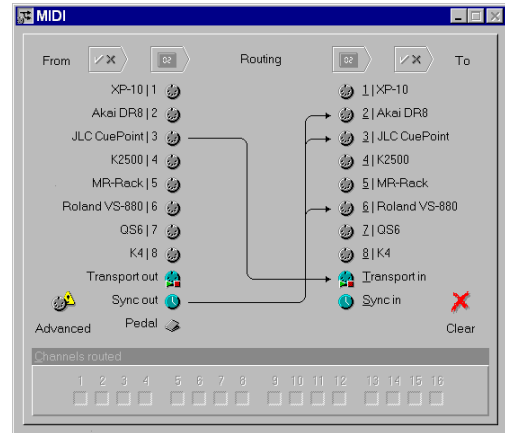 MIDI
From Routing To
XP-10 | 1 1 | XP-10
Akai DR8 | 2 2 | Akai DR8
JLC CuePoint | 3 3 | JLC CuePoint
K2500 | 4 4 | K2500
MR-Rack | 5 5 | MR-Rack
Roland VS-880 | 6 6 | Roland VS-880
QS6 | 7 7 | QS6
K4 | 8 8 | K4
Transport out Transport in
Sync out Sync in
Advanced Pedal Clear
Channels routed
1 2 3 4 5 6 7 8 9 10 11 12 13 14 15 16